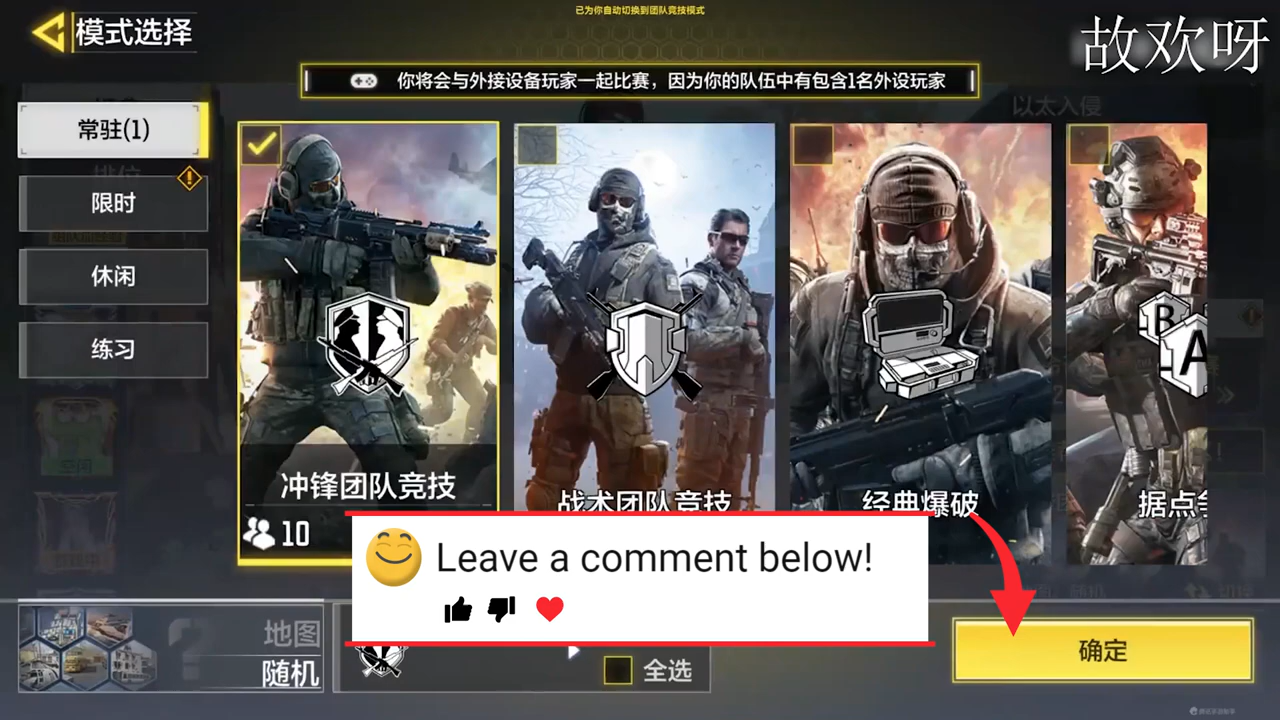 已为你自动切换到团队竞技模式
模式选择
故欢呀
你将会与外接设备玩家一起比赛，因为你的队伍中有包含1名外设玩家
以太入侵
常驻(1)
限时
休闲
练习
B
A
冲锋团队竞技
战术团队竞技
经典爆破
据点争
10
Leave a comment below!
地图
随机
全选
确定